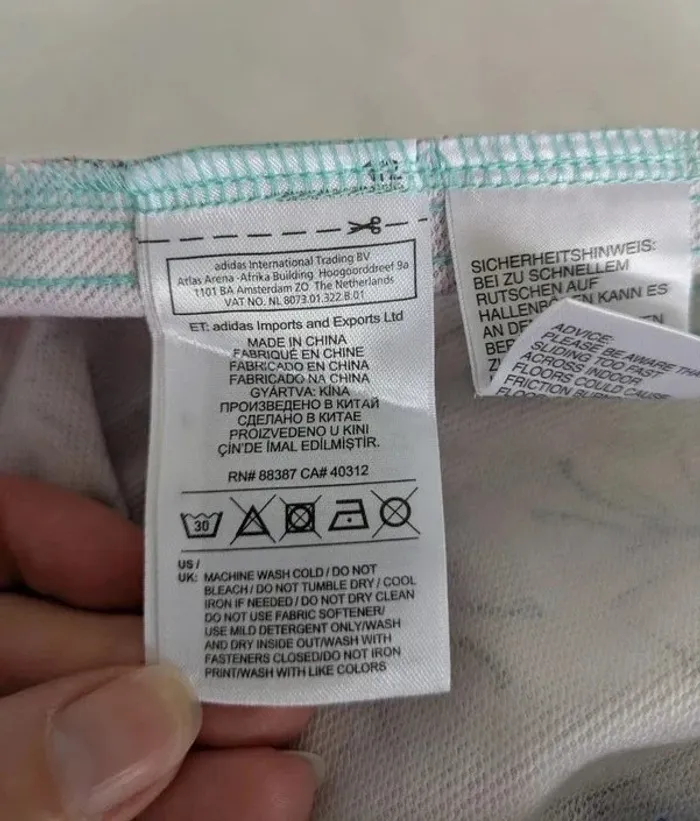 adidas International Trading BV
Atlas Arena -Afrika Building Hoogoorddreef 9a
1101 BA Amsterdam ZO The Netherlands
VAT NO. NL 8073.01.322.B.01
ET: adidas Imports and Exports Ltd
MADE IN CHINA
FABRIQUÉ EN CHINE
FABRICADO EN CHINA
FABRICADO NA CHINA
GYÁRTVA: KÍNA
ПРОИЗВЕДЕНО В КИТАЙ
СДЕЛАНО В КИТАЕ
PROIZVEDENO U KINI
ÇİN'DE İMAL EDİLMİŞTİR.
RN# 88387 CA# 40312
30
US /
UK: MACHINE WASH COLD / DO NOT
BLEACH / DO NOT TUMBLE DRY / COOL
IRON IF NEEDED / DO NOT DRY CLEAN
DO NOT USE FABRIC SOFTENER/
USE MILD DETERGENT ONLY/WASH
AND DRY INSIDE OUT/WASH WITH
FASTENERS CLOSED/DO NOT IRON
PRINT/WASH WITH LIKE COLORS
SICHERHEITSHINWEIS:
BEI ZU SCHNELLEM
RUTSCHEN AUF
KANN ES
AN
ADVICE:
PLEASE BE AWARE
SLIDING TOO FAST
ACROSS INDOOR
FLOORS COULD CAUSE
FRICTION